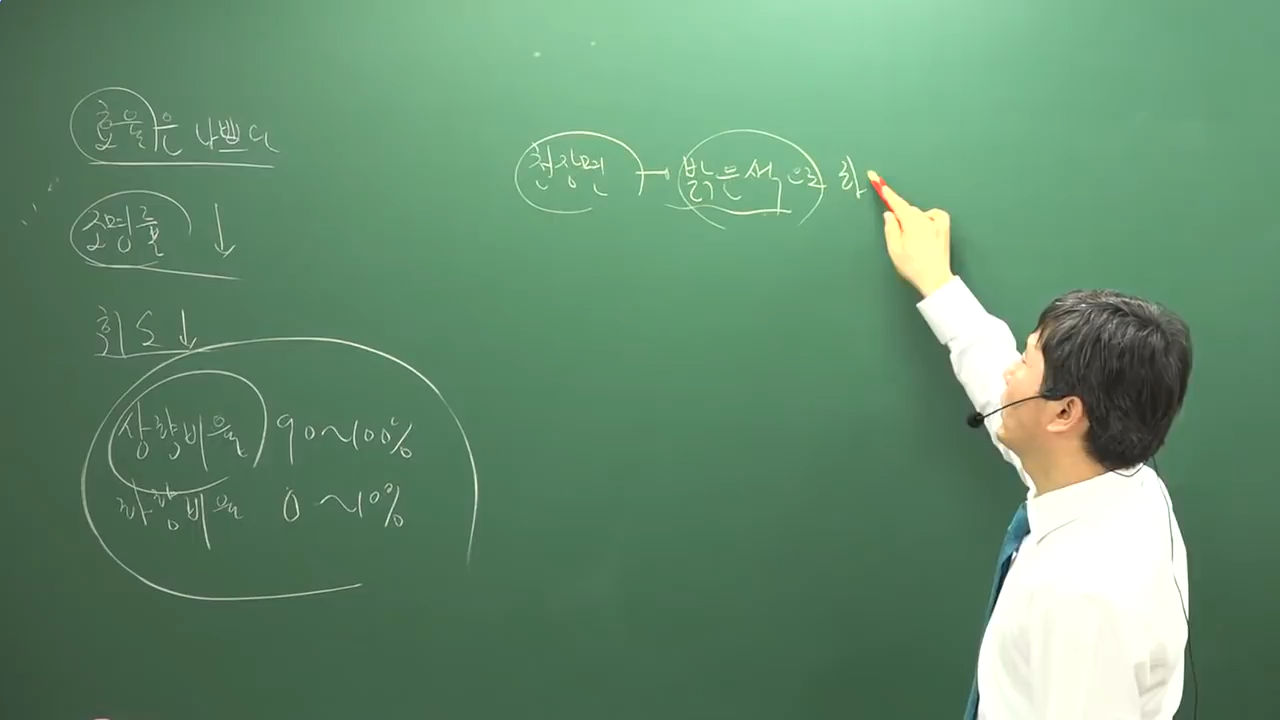 효율은 나쁘다
조명률 ↓
휘도 ↓
상향비율 90~100%
하향비율 0~10%
천장면 → 밝은색으로 하